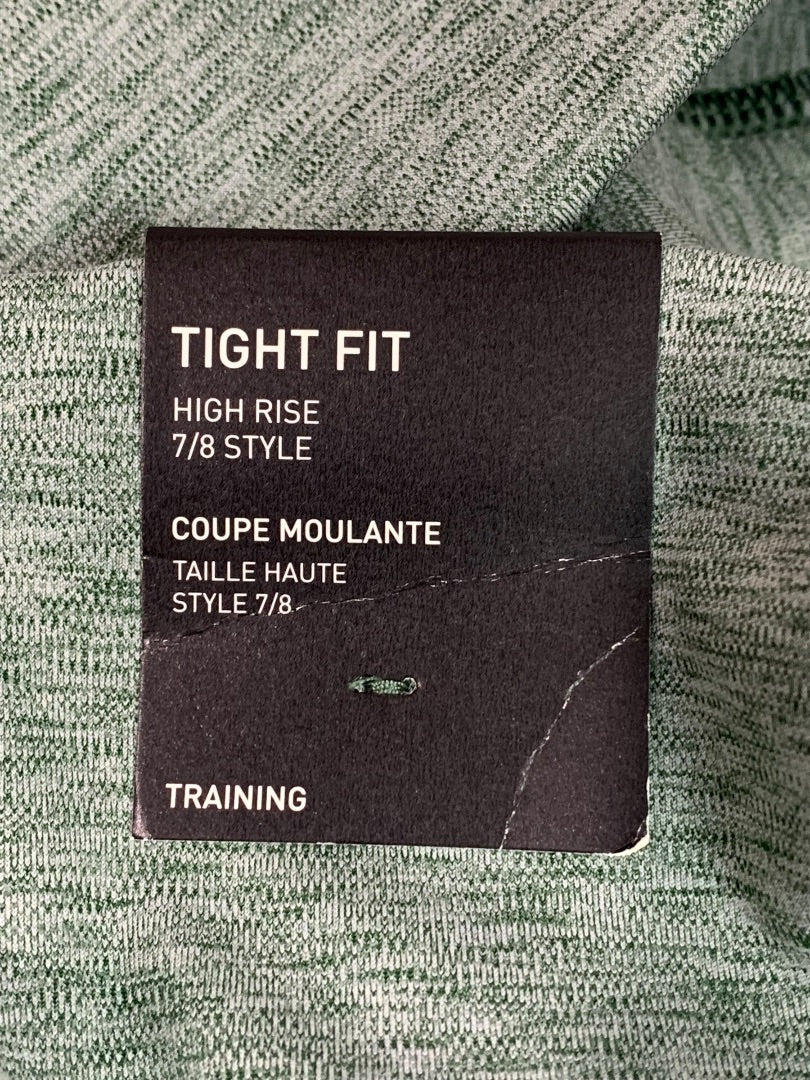 TIGHT FIT
HIGH RISE
7/8 STYLE
COUPE MOULANTE
TAILLE HAUTE
STYLE 7/8
TRAINING